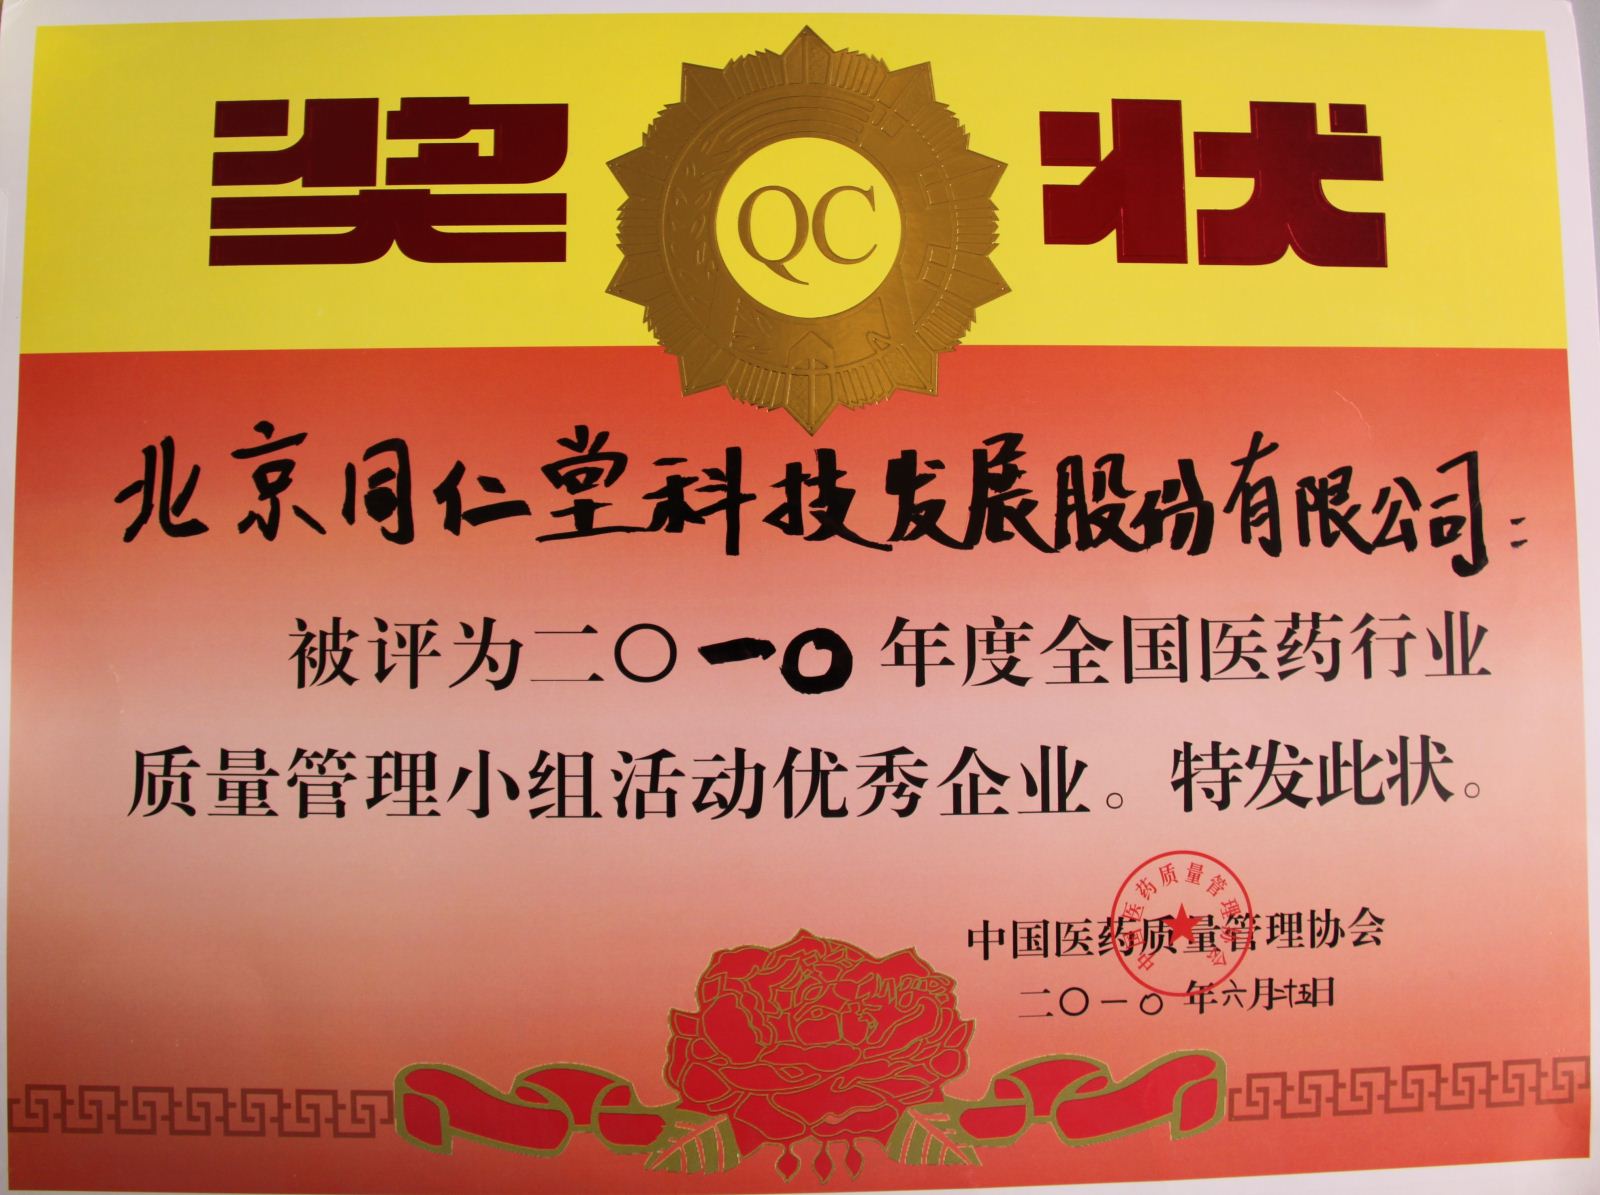 奖 QC 状
北京同仁堂科技发展股份有限公司：
被评为二〇一〇年度全国医药行业
质量管理小组活动优秀企业。特发此状。
中国医药质量管理协会
中国医药质量管理协会
二〇一〇年六月二十五日